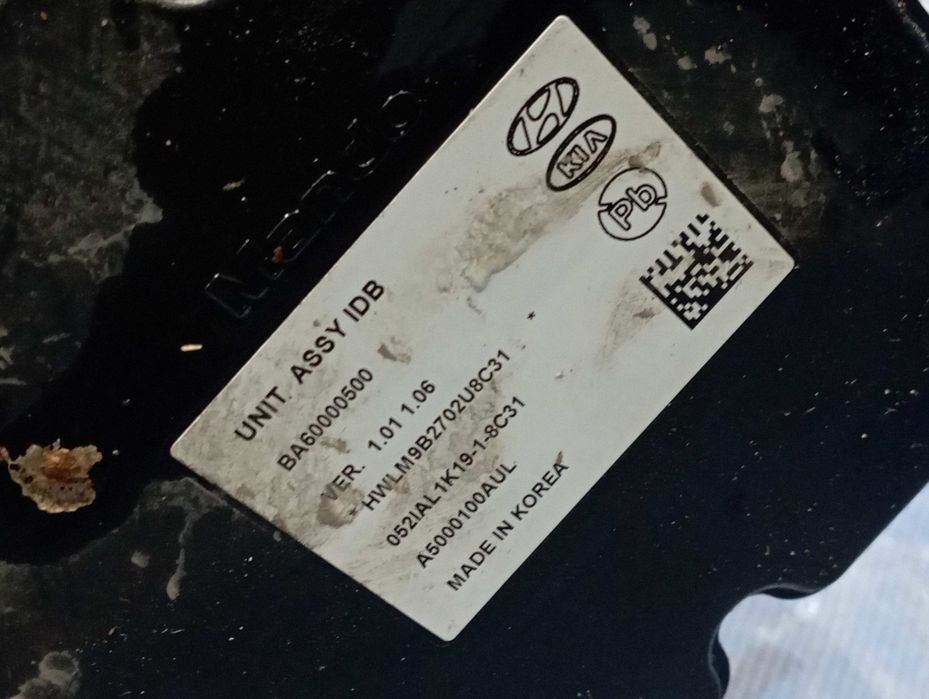 Mando
KIA
Pb
UNIT ASSY IDB
BA60000500
VER. 1.01 1.06
HWLM9B2702U8C31
052IAL1K19-1-8C31
A5000100AUL
MADE IN KOREA